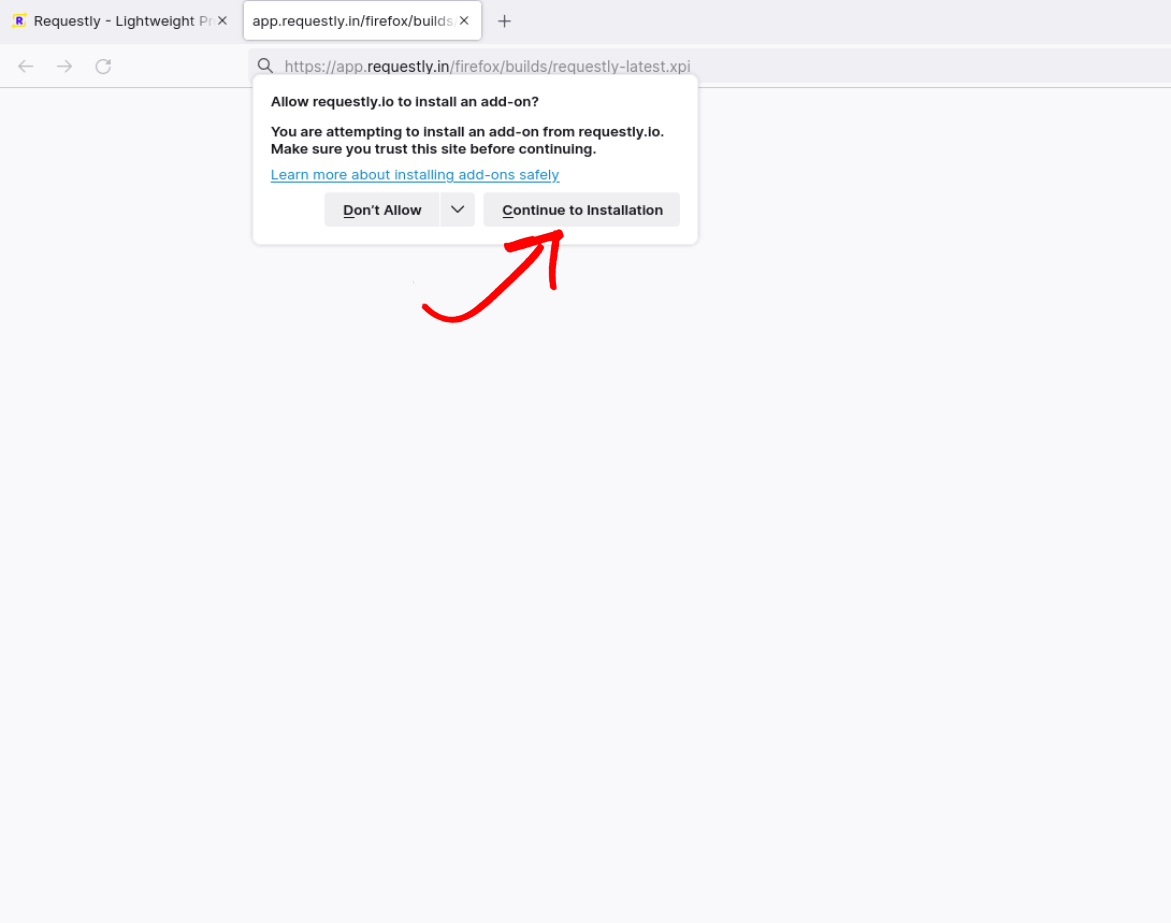 Requestly - Lightweight Pr
app.requestly.in/firefox/builds
https://app.requestly.in/firefox/builds/requestly-latest.xpi
Allow requestly.io to install an add-on?
You are attempting to install an add-on from requestly.io.
Make sure you trust this site before continuing.
Learn more about installing add-ons safely
Don't Allow
Continue to Installation